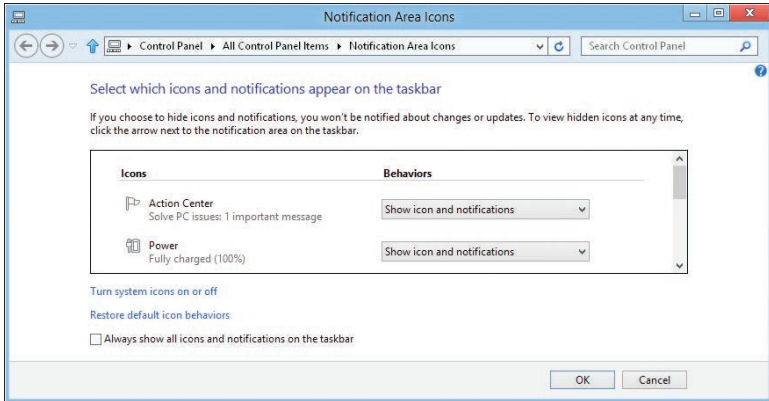 Notification Area Icons
Control Panel ▸ All Control Panel Items ▸ Notification Area Icons
Search Control Panel
Select which icons and notifications appear on the taskbar
If you choose to hide icons and notifications, you won't be notified about changes or updates. To view hidden icons at any time,
click the arrow next to the notification area on the taskbar.
Icons Behaviors
Action Center
Solve PC issues: 1 important message
Show icon and notifications
Power
Fully charged (100%)
Show icon and notifications
Turn system icons on or off
Restore default icon behaviors
Always show all icons and notifications on the taskbar
OK Cancel